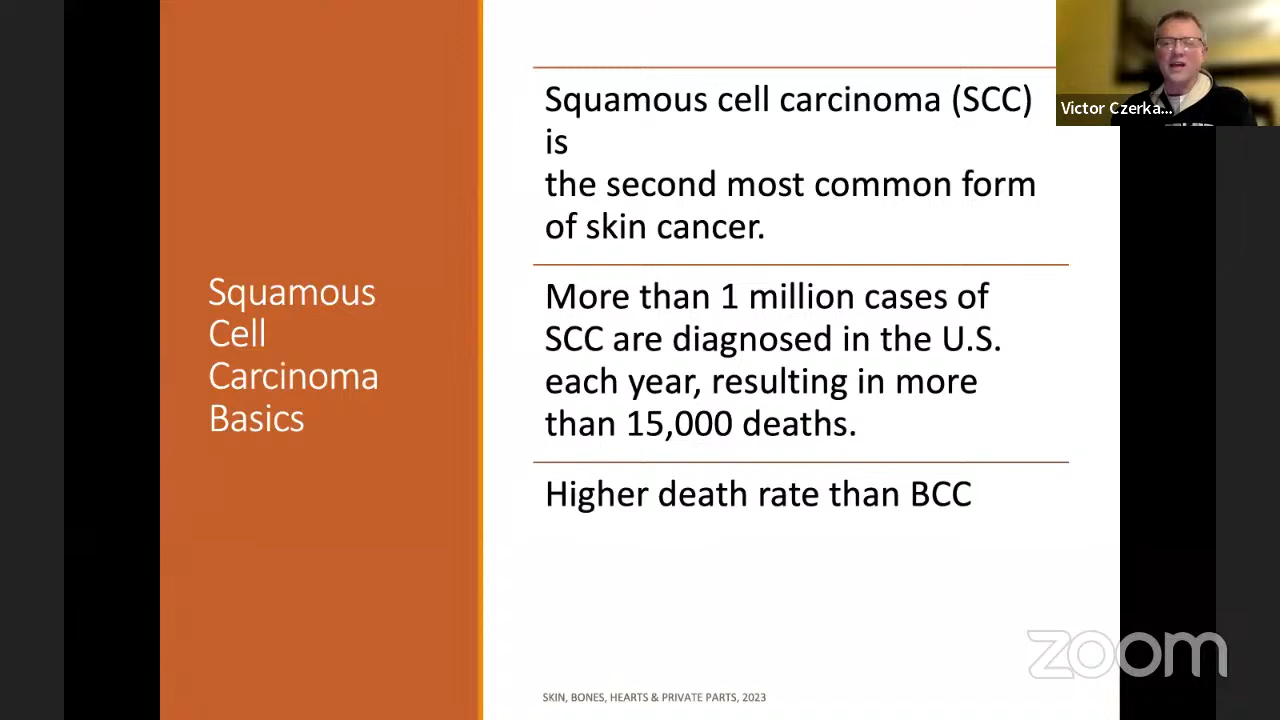 Squamous
Cell
Carcinoma
Basics
Squamous cell carcinoma (SCC)
is
the second most common form
of skin cancer.
More than 1 million cases of
SCC are diagnosed in the U.S.
each year, resulting in more
than 15,000 deaths.
Higher death rate than BCC
SKIN, BONES, HEARTS & PRIVATE PARTS, 2023
Victor Czerka...
zoom